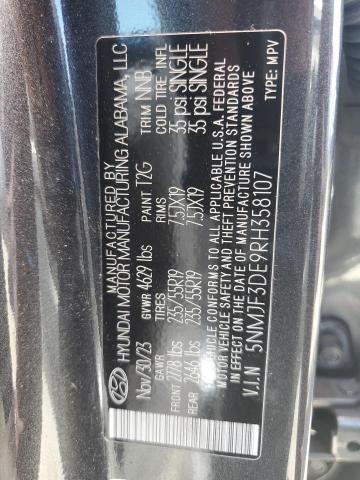 MANUFACTURED BY
HYUNDAI MOTOR MANUFACTURING ALABAMA, LLC
Nov/30/23 GVWR 4629 lbs PAINT T2G TRIM NNB
GAWR TIRES RIMS COLD TIRE INFL
FRONT 2778 lbs 235/55R19 7.5JX19 35 psi SINGLE
REAR 2646 lbs 235/55R19 7.5JX19 35 psi SINGLE
THIS VEHICLE CONFORMS TO ALL APPLICABLE U.S.A. FEDERAL
MOTOR VEHICLE SAFETY AND THEFT PREVENTION STANDARDS
IN EFFECT ON THE DATE OF MANUFACTURE SHOWN ABOVE
V.I.N 5NMJF3DE9RH358107 TYPE: MPV